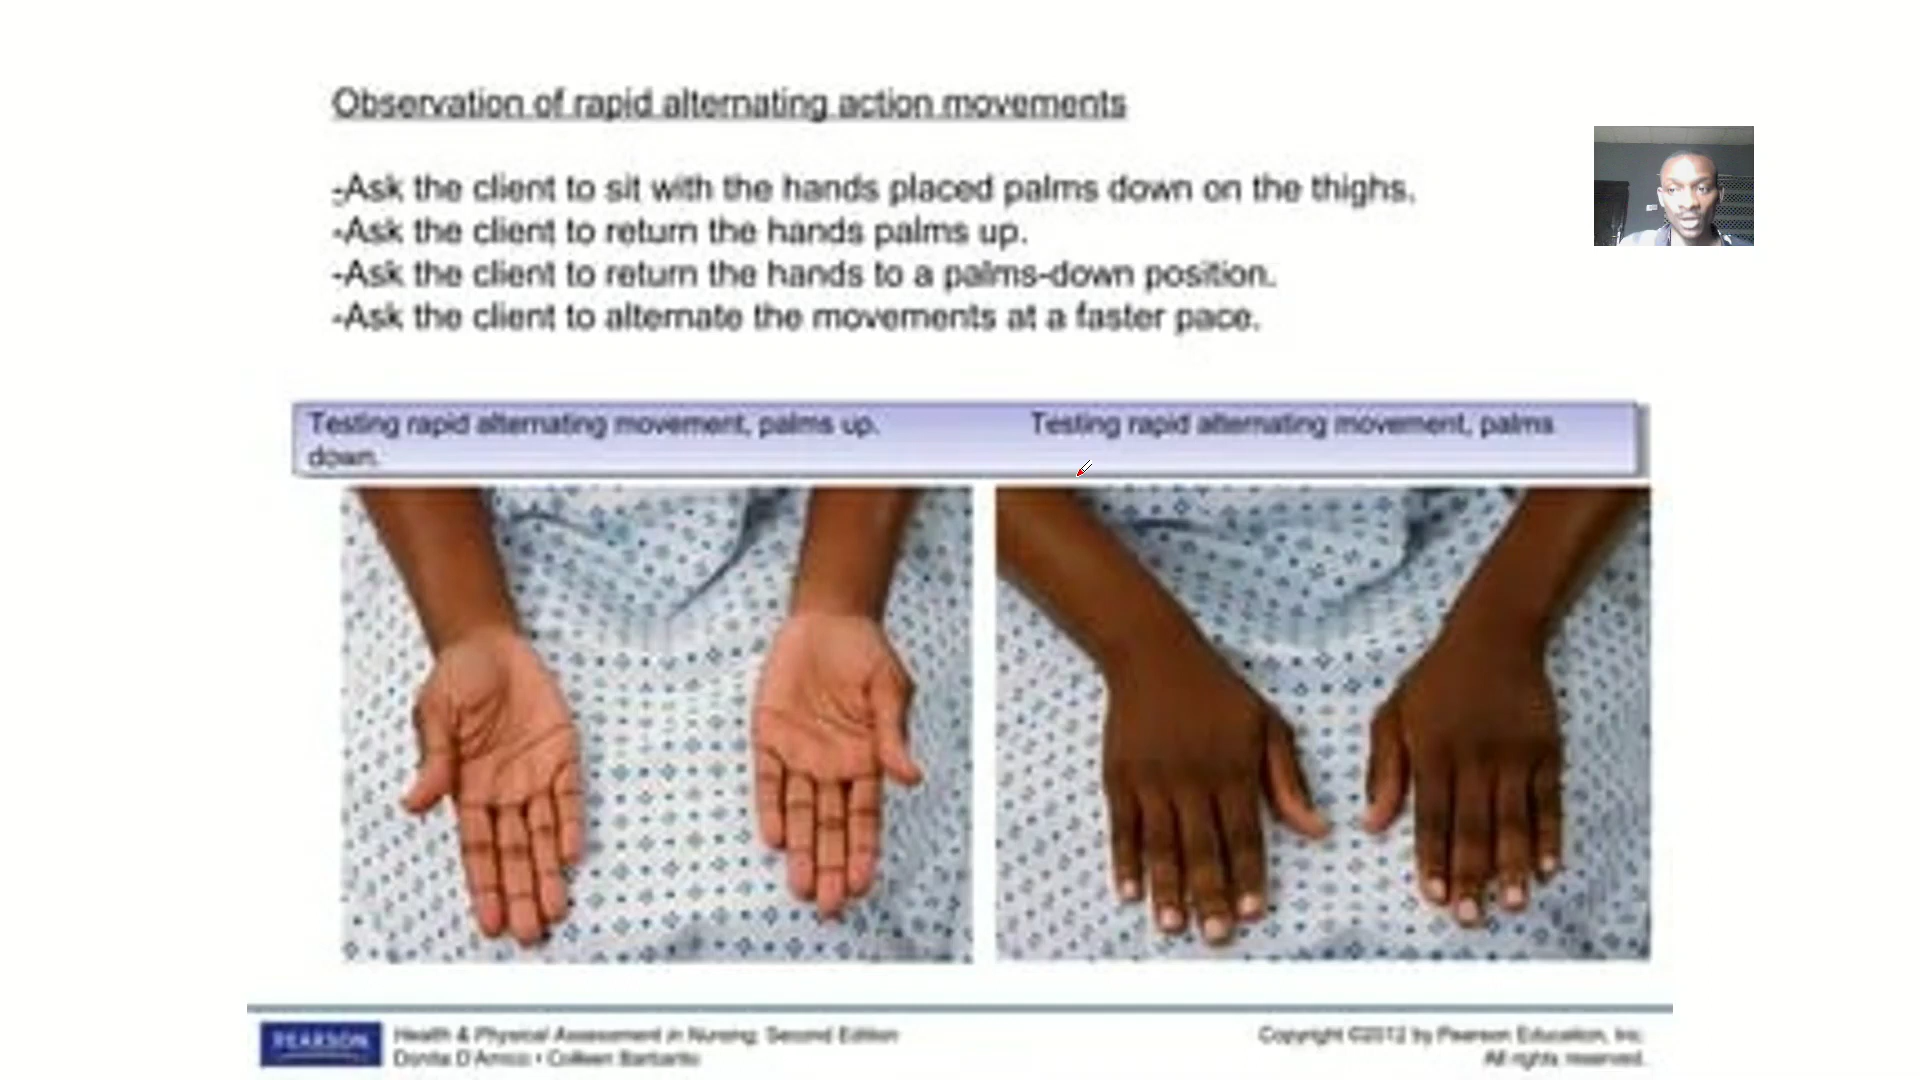 Observation of rapid alternating action movements
-Ask the client to sit with the hands placed palms down on the thighs.
-Ask the client to return the hands palms up.
-Ask the client to return the hands to a palms-down position.
-Ask the client to alternate the movements at a faster pace.
Testing rapid alternating movement, palms up. Testing rapid alternating movement, palms
down.
PEARSON
Health & Physical Assessment in Nursing, Second Edition
Donita D'Amico • Colleen Barbarito
Copyright ©2012 by Pearson Education, Inc.
All rights reserved.